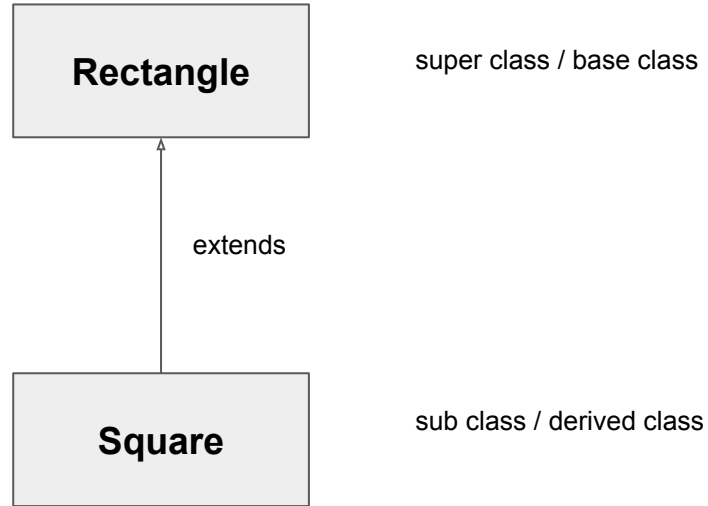 Rectangle
super class / base class
extends
Square
sub class / derived class